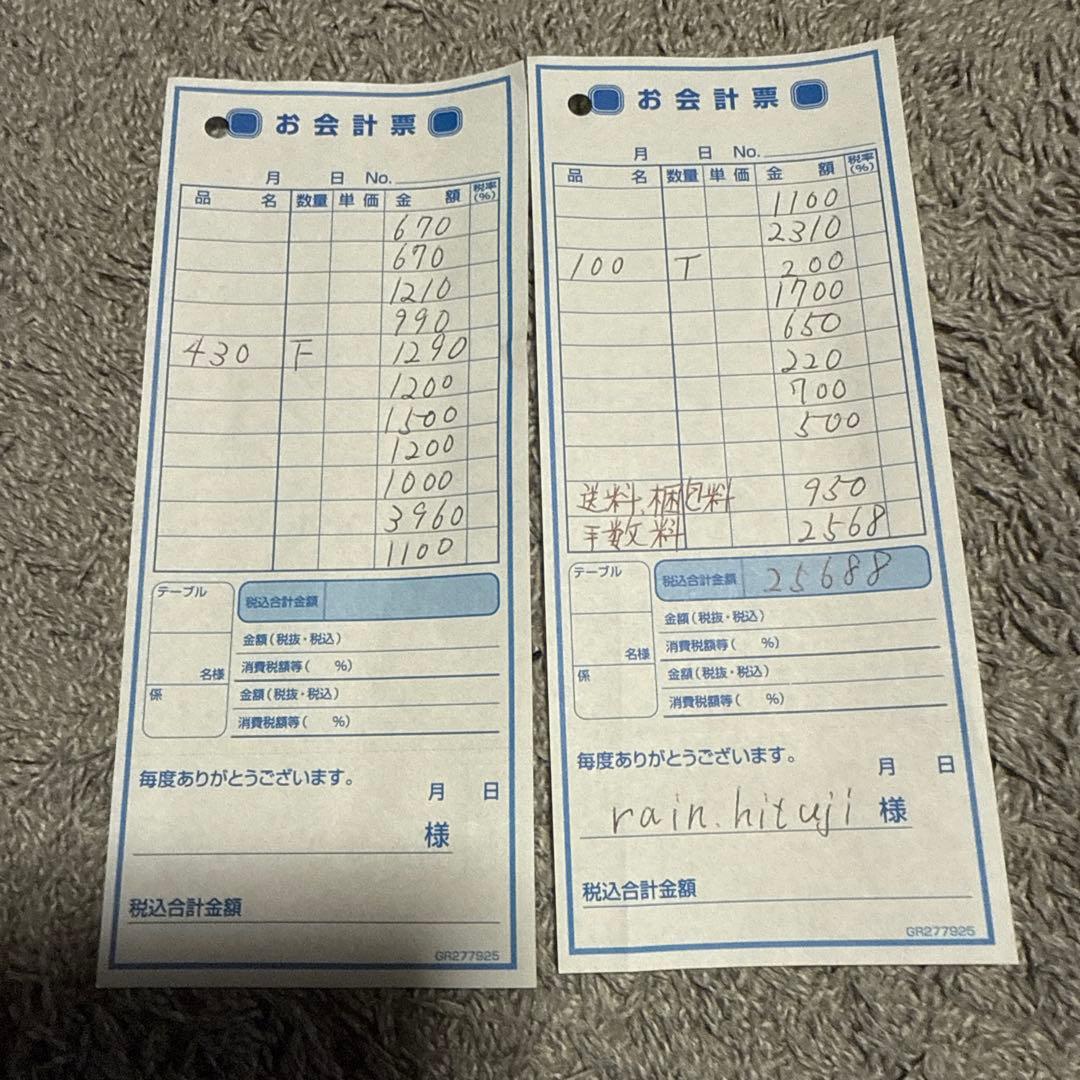 お会計票
月 日 No.
品名 数量 単価 金額 税率(%)
670
670
1210
990
430 F 1290
1200
1500
1200
1000
3960
1100
テーブル
名様
係
税込合計金額
金額(税抜・税込)
消費税額等( %)
金額(税抜・税込)
消費税額等( %)
毎度ありがとうございます。
月 日
様
税込合計金額
GR277925
お会計票
月 日 No.
品名 数量 単価 金額 税率(%)
1100
2310
100 T 200
1700
650
220
700
500
送料、梱包料 950
手数料 2568
テーブル
名様
係
税込合計金額 25688
金額(税抜・税込)
消費税額等( %)
金額(税抜・税込)
消費税額等( %)
毎度ありがとうございます。
月 日
rain.hituji 様
税込合計金額
GR277925